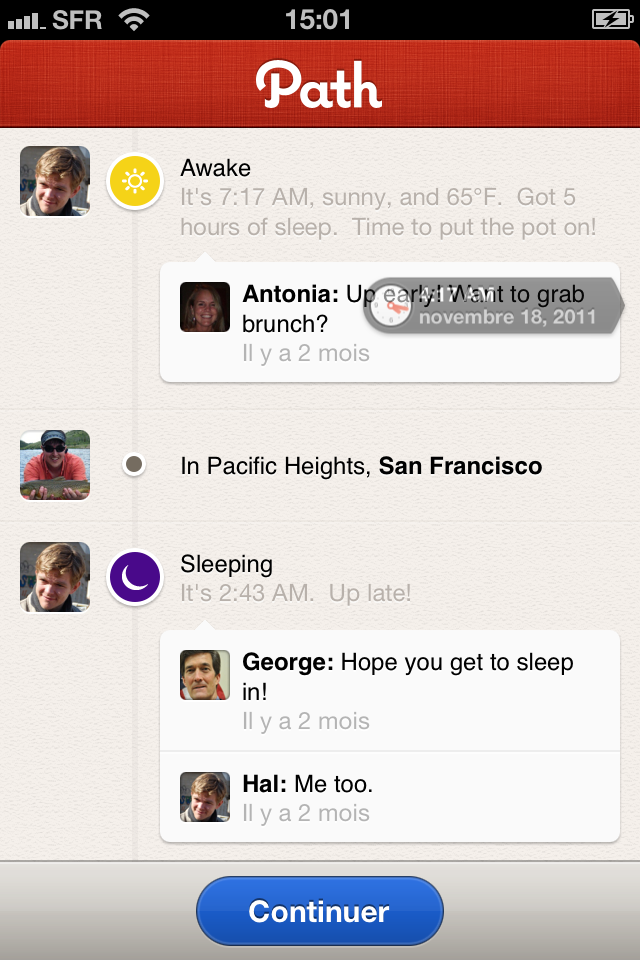 SFR 15:01
Path
Awake
It's 7:17 AM, sunny, and 65°F. Got 5
hours of sleep. Time to put the pot on!
Antonia: Up early! Want to grab
brunch?
Il y a 2 mois
4:17 AM
novembre 18, 2011
In Pacific Heights, San Francisco
Sleeping
It's 2:43 AM. Up late!
George: Hope you get to sleep
in!
Il y a 2 mois
Hal: Me too.
Il y a 2 mois
Continuer